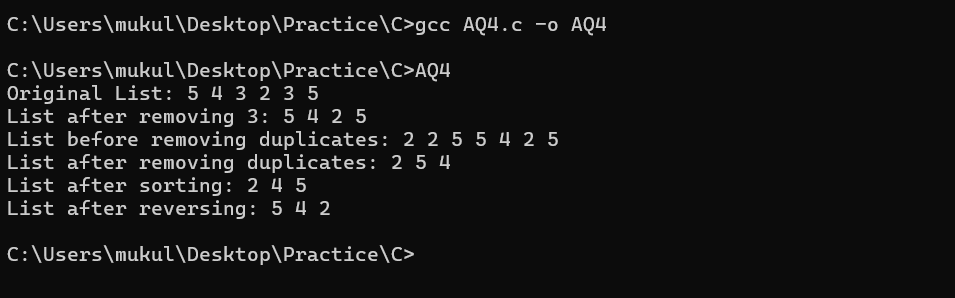 C:\Users\mukul\Desktop\Practice\C>gcc AQ4.c -o AQ4
C:\Users\mukul\Desktop\Practice\C>AQ4
Original List: 5 4 3 2 3 5
List after removing 3: 5 4 2 5
List before removing duplicates: 2 2 5 5 4 2 5
List after removing duplicates: 2 5 4
List after sorting: 2 4 5
List after reversing: 5 4 2
C:\Users\mukul\Desktop\Practice\C>